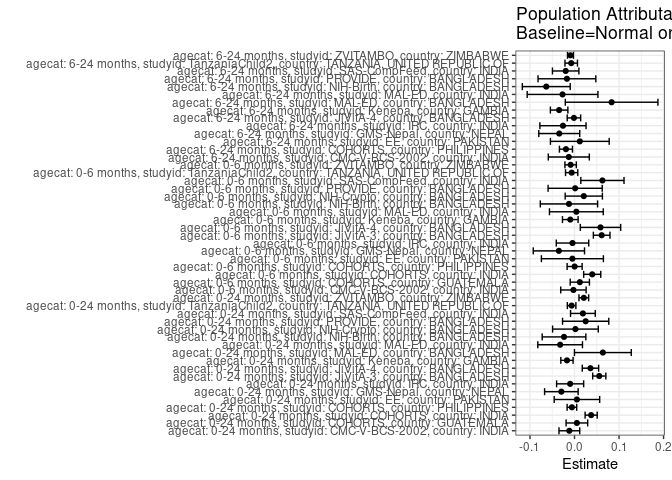 Population Attributa
Baseline=Normal or
agecat: 6-24 months, studyid: ZVITAMBO, country: ZIMBABWE
agecat: 6-24 months, studyid: TanzaniaChild2, country: TANZANIA, UNITED REPUBLIC OF
agecat: 6-24 months, studyid: SAS-CompFeed, country: INDIA
agecat: 6-24 months, studyid: PROVIDE, country: BANGLADESH
agecat: 6-24 months, studyid: NIH-Birth, country: BANGLADESH
agecat: 6-24 months, studyid: MAL-ED, country: INDIA
agecat: 6-24 months, studyid: MAL-ED, country: BANGLADESH
agecat: 6-24 months, studyid: Keneba, country: GAMBIA
agecat: 6-24 months, studyid: JiVitA-4, country: BANGLADESH
agecat: 6-24 months, studyid: IRC, country: INDIA
agecat: 6-24 months, studyid: GMS-Nepal, country: NEPAL
agecat: 6-24 months, studyid: EE, country: PAKISTAN
agecat: 6-24 months, studyid: COHORTS, country: PHILIPPINES
agecat: 6-24 months, studyid: CMC-V-BCS-2002, country: INDIA
agecat: 0-6 months, studyid: ZVITAMBO, country: ZIMBABWE
agecat: 0-6 months, studyid: TanzaniaChild2, country: TANZANIA, UNITED REPUBLIC OF
agecat: 0-6 months, studyid: SAS-CompFeed, country: INDIA
agecat: 0-6 months, studyid: PROVIDE, country: BANGLADESH
agecat: 0-6 months, studyid: NIH-Crypto, country: BANGLADESH
agecat: 0-6 months, studyid: NIH-Birth, country: BANGLADESH
agecat: 0-6 months, studyid: MAL-ED, country: INDIA
agecat: 0-6 months, studyid: Keneba, country: GAMBIA
agecat: 0-6 months, studyid: JiVitA-4, country: BANGLADESH
agecat: 0-6 months, studyid: JiVitA-3, country: BANGLADESH
agecat: 0-6 months, studyid: IRC, country: INDIA
agecat: 0-6 months, studyid: GMS-Nepal, country: NEPAL
agecat: 0-6 months, studyid: EE, country: PAKISTAN
agecat: 0-6 months, studyid: COHORTS, country: PHILIPPINES
agecat: 0-6 months, studyid: COHORTS, country: INDIA
agecat: 0-6 months, studyid: COHORTS, country: GUATEMALA
agecat: 0-6 months, studyid: CMC-V-BCS-2002, country: INDIA
agecat: 0-24 months, studyid: ZVITAMBO, country: ZIMBABWE
agecat: 0-24 months, studyid: TanzaniaChild2, country: TANZANIA, UNITED REPUBLIC OF
agecat: 0-24 months, studyid: SAS-CompFeed, country: INDIA
agecat: 0-24 months, studyid: PROVIDE, country: BANGLADESH
agecat: 0-24 months, studyid: NIH-Crypto, country: BANGLADESH
agecat: 0-24 months, studyid: NIH-Birth, country: BANGLADESH
agecat: 0-24 months, studyid: MAL-ED, country: INDIA
agecat: 0-24 months, studyid: MAL-ED, country: BANGLADESH
agecat: 0-24 months, studyid: Keneba, country: GAMBIA
agecat: 0-24 months, studyid: JiVitA-4, country: BANGLADESH
agecat: 0-24 months, studyid: JiVitA-3, country: BANGLADESH
agecat: 0-24 months, studyid: IRC, country: INDIA
agecat: 0-24 months, studyid: GMS-Nepal, country: NEPAL
agecat: 0-24 months, studyid: EE, country: PAKISTAN
agecat: 0-24 months, studyid: COHORTS, country: PHILIPPINES
agecat: 0-24 months, studyid: COHORTS, country: INDIA
agecat: 0-24 months, studyid: COHORTS, country: GUATEMALA
agecat: 0-24 months, studyid: CMC-V-BCS-2002, country: INDIA
-0.1 0.0 0.1 0.2
Estimate